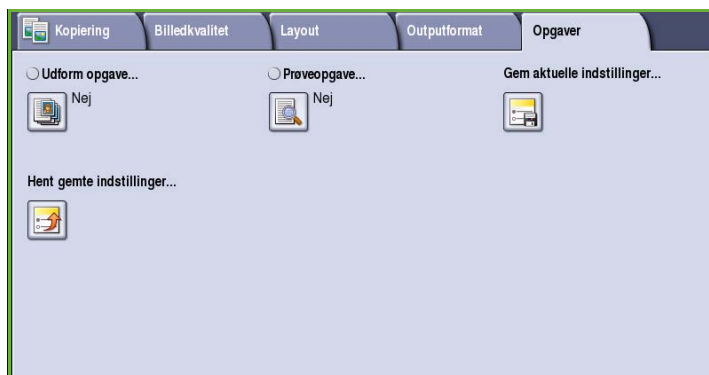 Kopiering Billedkvalitet Layout Outputformat Opgaver
Udform opgave... Prøveopgave... Gem aktuelle indstillinger...
Nej Nej
Hent gemte indstillinger...